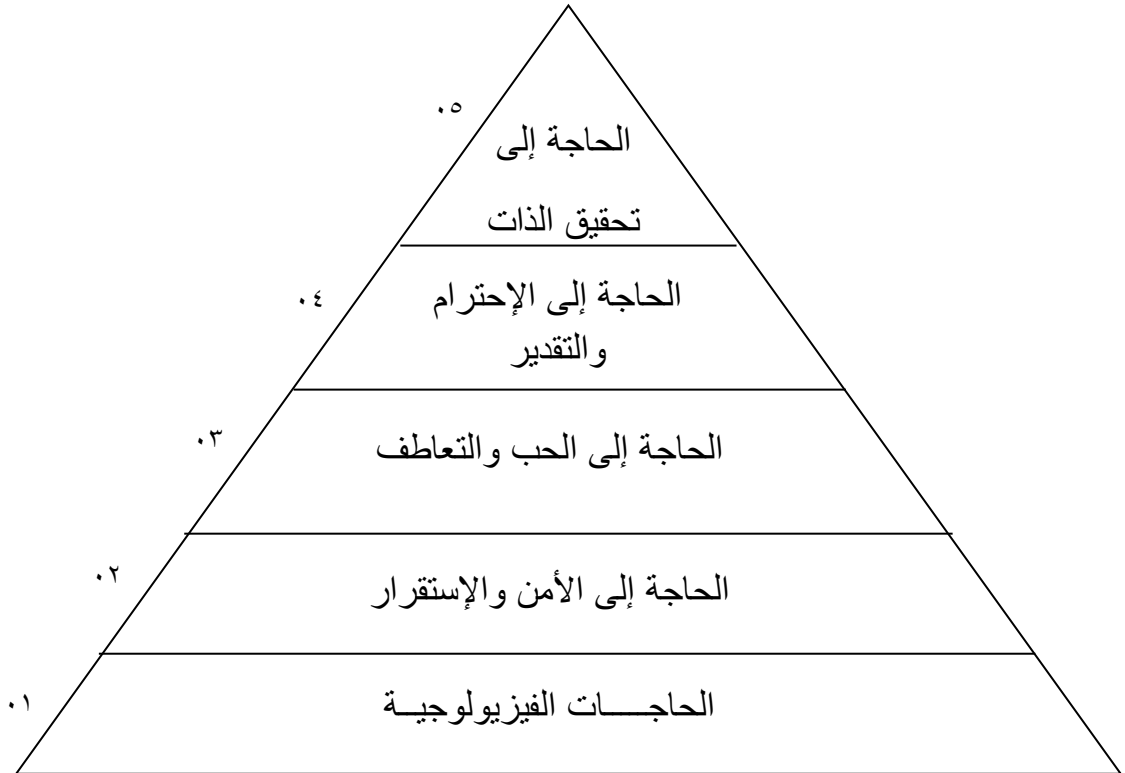 ٠٥
الحاجة إلى
تحقيق الذات
٠٤
الحاجة إلى الإحترام
والتقدير
٠٣
الحاجة إلى الحب والتعاطف
٠٢
الحاجة إلى الأمن والإستقرار
٠١
الحاجـــــات الفيزيولوجيــة